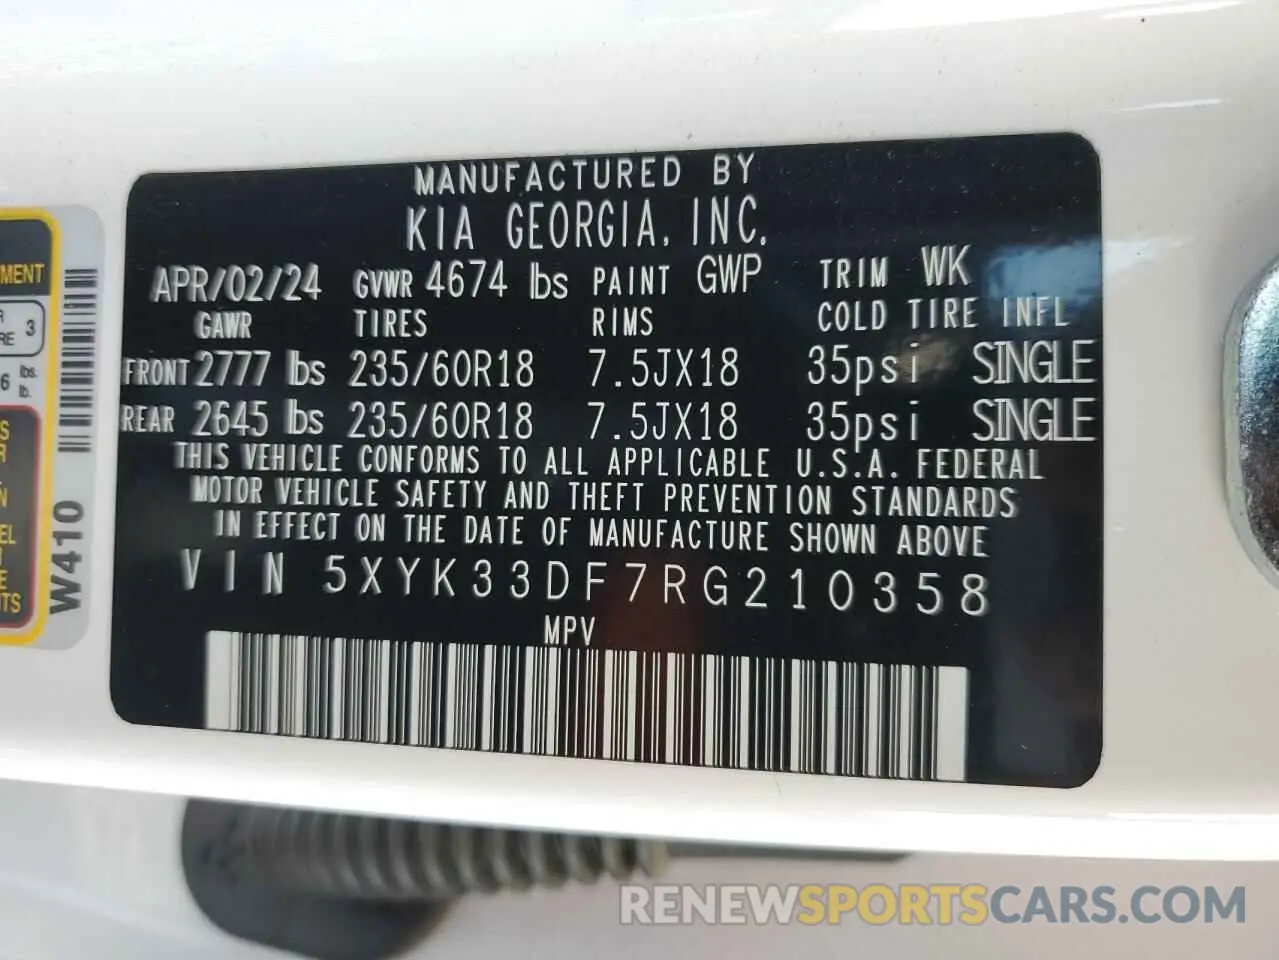 MANUFACTURED BY
KIA GEORGIA, INC.
APR/02/24 GVWR 4674 lbs PAINT GWP TRIM WK
GAWR TIRES RIMS COLD TIRE INFL
FRONT 2777 lbs 235/60R18 7.5JX18 35psi SINGLE
REAR 2645 lbs 235/60R18 7.5JX18 35psi SINGLE
THIS VEHICLE CONFORMS TO ALL APPLICABLE U.S.A. FEDERAL
MOTOR VEHICLE SAFETY AND THEFT PREVENTION STANDARDS
IN EFFECT ON THE DATE OF MANUFACTURE SHOWN ABOVE
VIN 5XYK33DF7RG210358
MPV
3
lbs.
lb.
W410
RENEWSPORTSCARS.COM